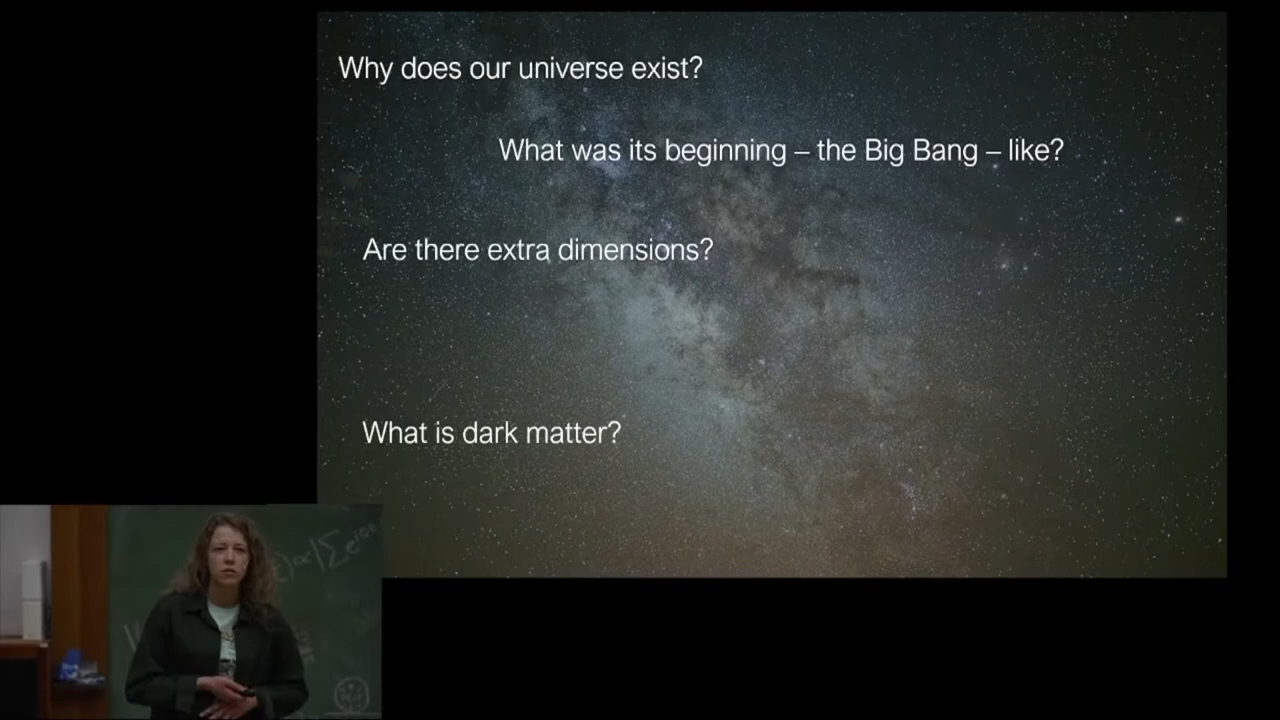 Why does our universe exist?
What was its beginning – the Big Bang – like?
Are there extra dimensions?
What is dark matter?